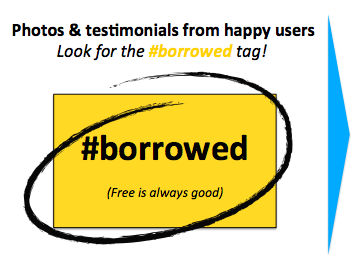 Photos & testimonials from happy users
Look for the #borrowed tag!
#borrowed
(Free is always good)